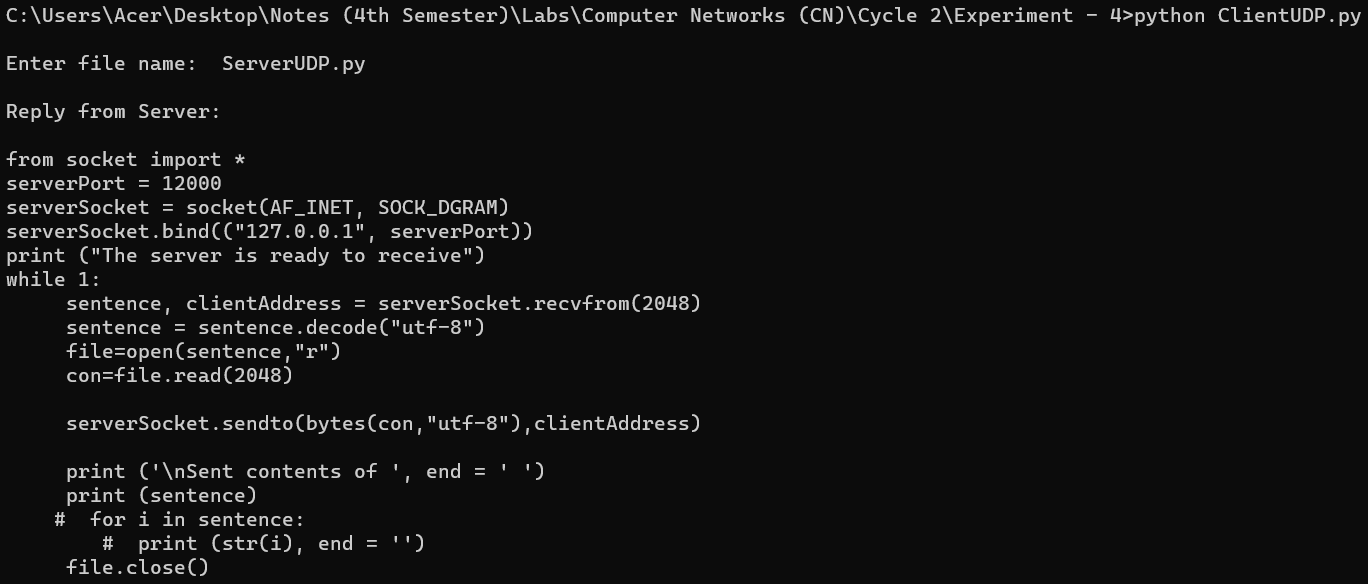 C:\Users\Acer\Desktop\Notes (4th Semester)\Labs\Computer Networks (CN)\Cycle 2\Experiment - 4>python ClientUDP.py
Enter file name:  ServerUDP.py
Reply from Server:
from socket import *
serverPort = 12000
serverSocket = socket(AF_INET, SOCK_DGRAM)
serverSocket.bind(("127.0.0.1", serverPort))
print ("The server is ready to receive")
while 1:
     sentence, clientAddress = serverSocket.recvfrom(2048)
     sentence = sentence.decode("utf-8")
     file=open(sentence,"r")
     con=file.read(2048)
     serverSocket.sendto(bytes(con,"utf-8"),clientAddress)
     print ('\nSent contents of ', end = ' ')
     print (sentence)
    #  for i in sentence:
        #  print (str(i), end = '')
     file.close()